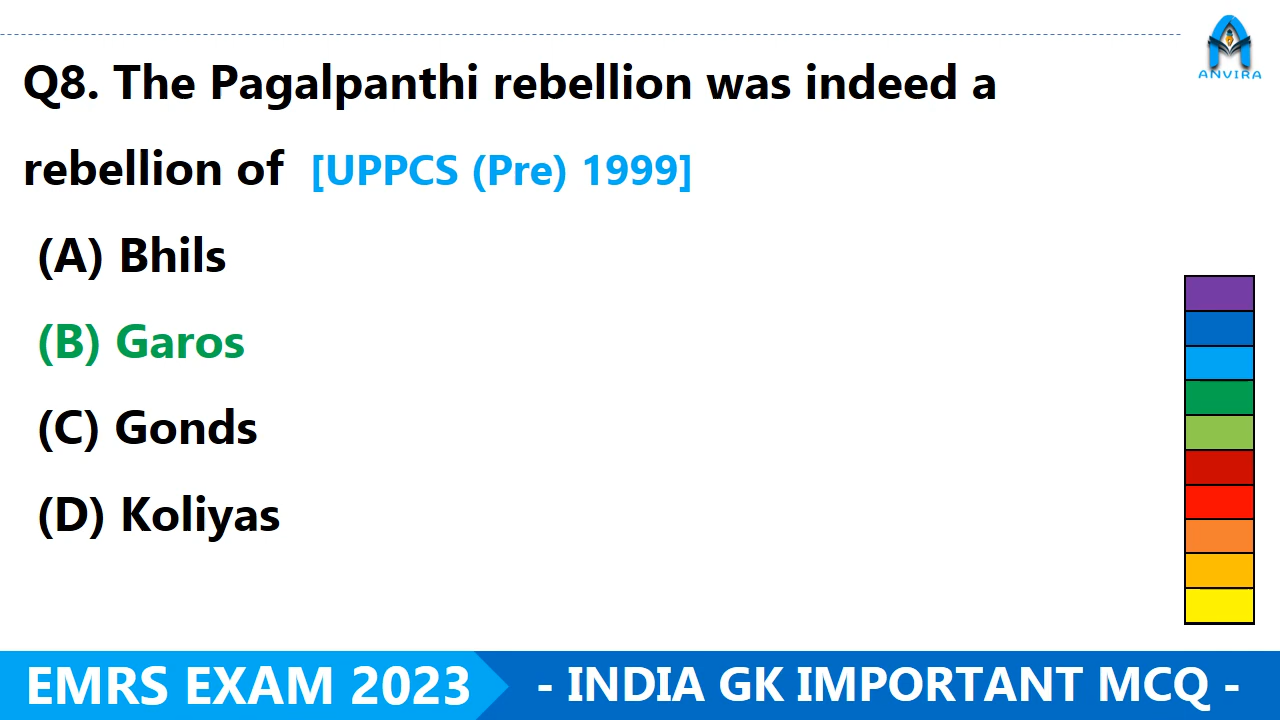 ANVIRA
Q8. The Pagalpanthi rebellion was indeed a
rebellion of [UPPCS (Pre) 1999]
(A) Bhils
(B) Garos
(C) Gonds
(D) Koliyas
EMRS EXAM 2023
- INDIA GK IMPORTANT MCQ -